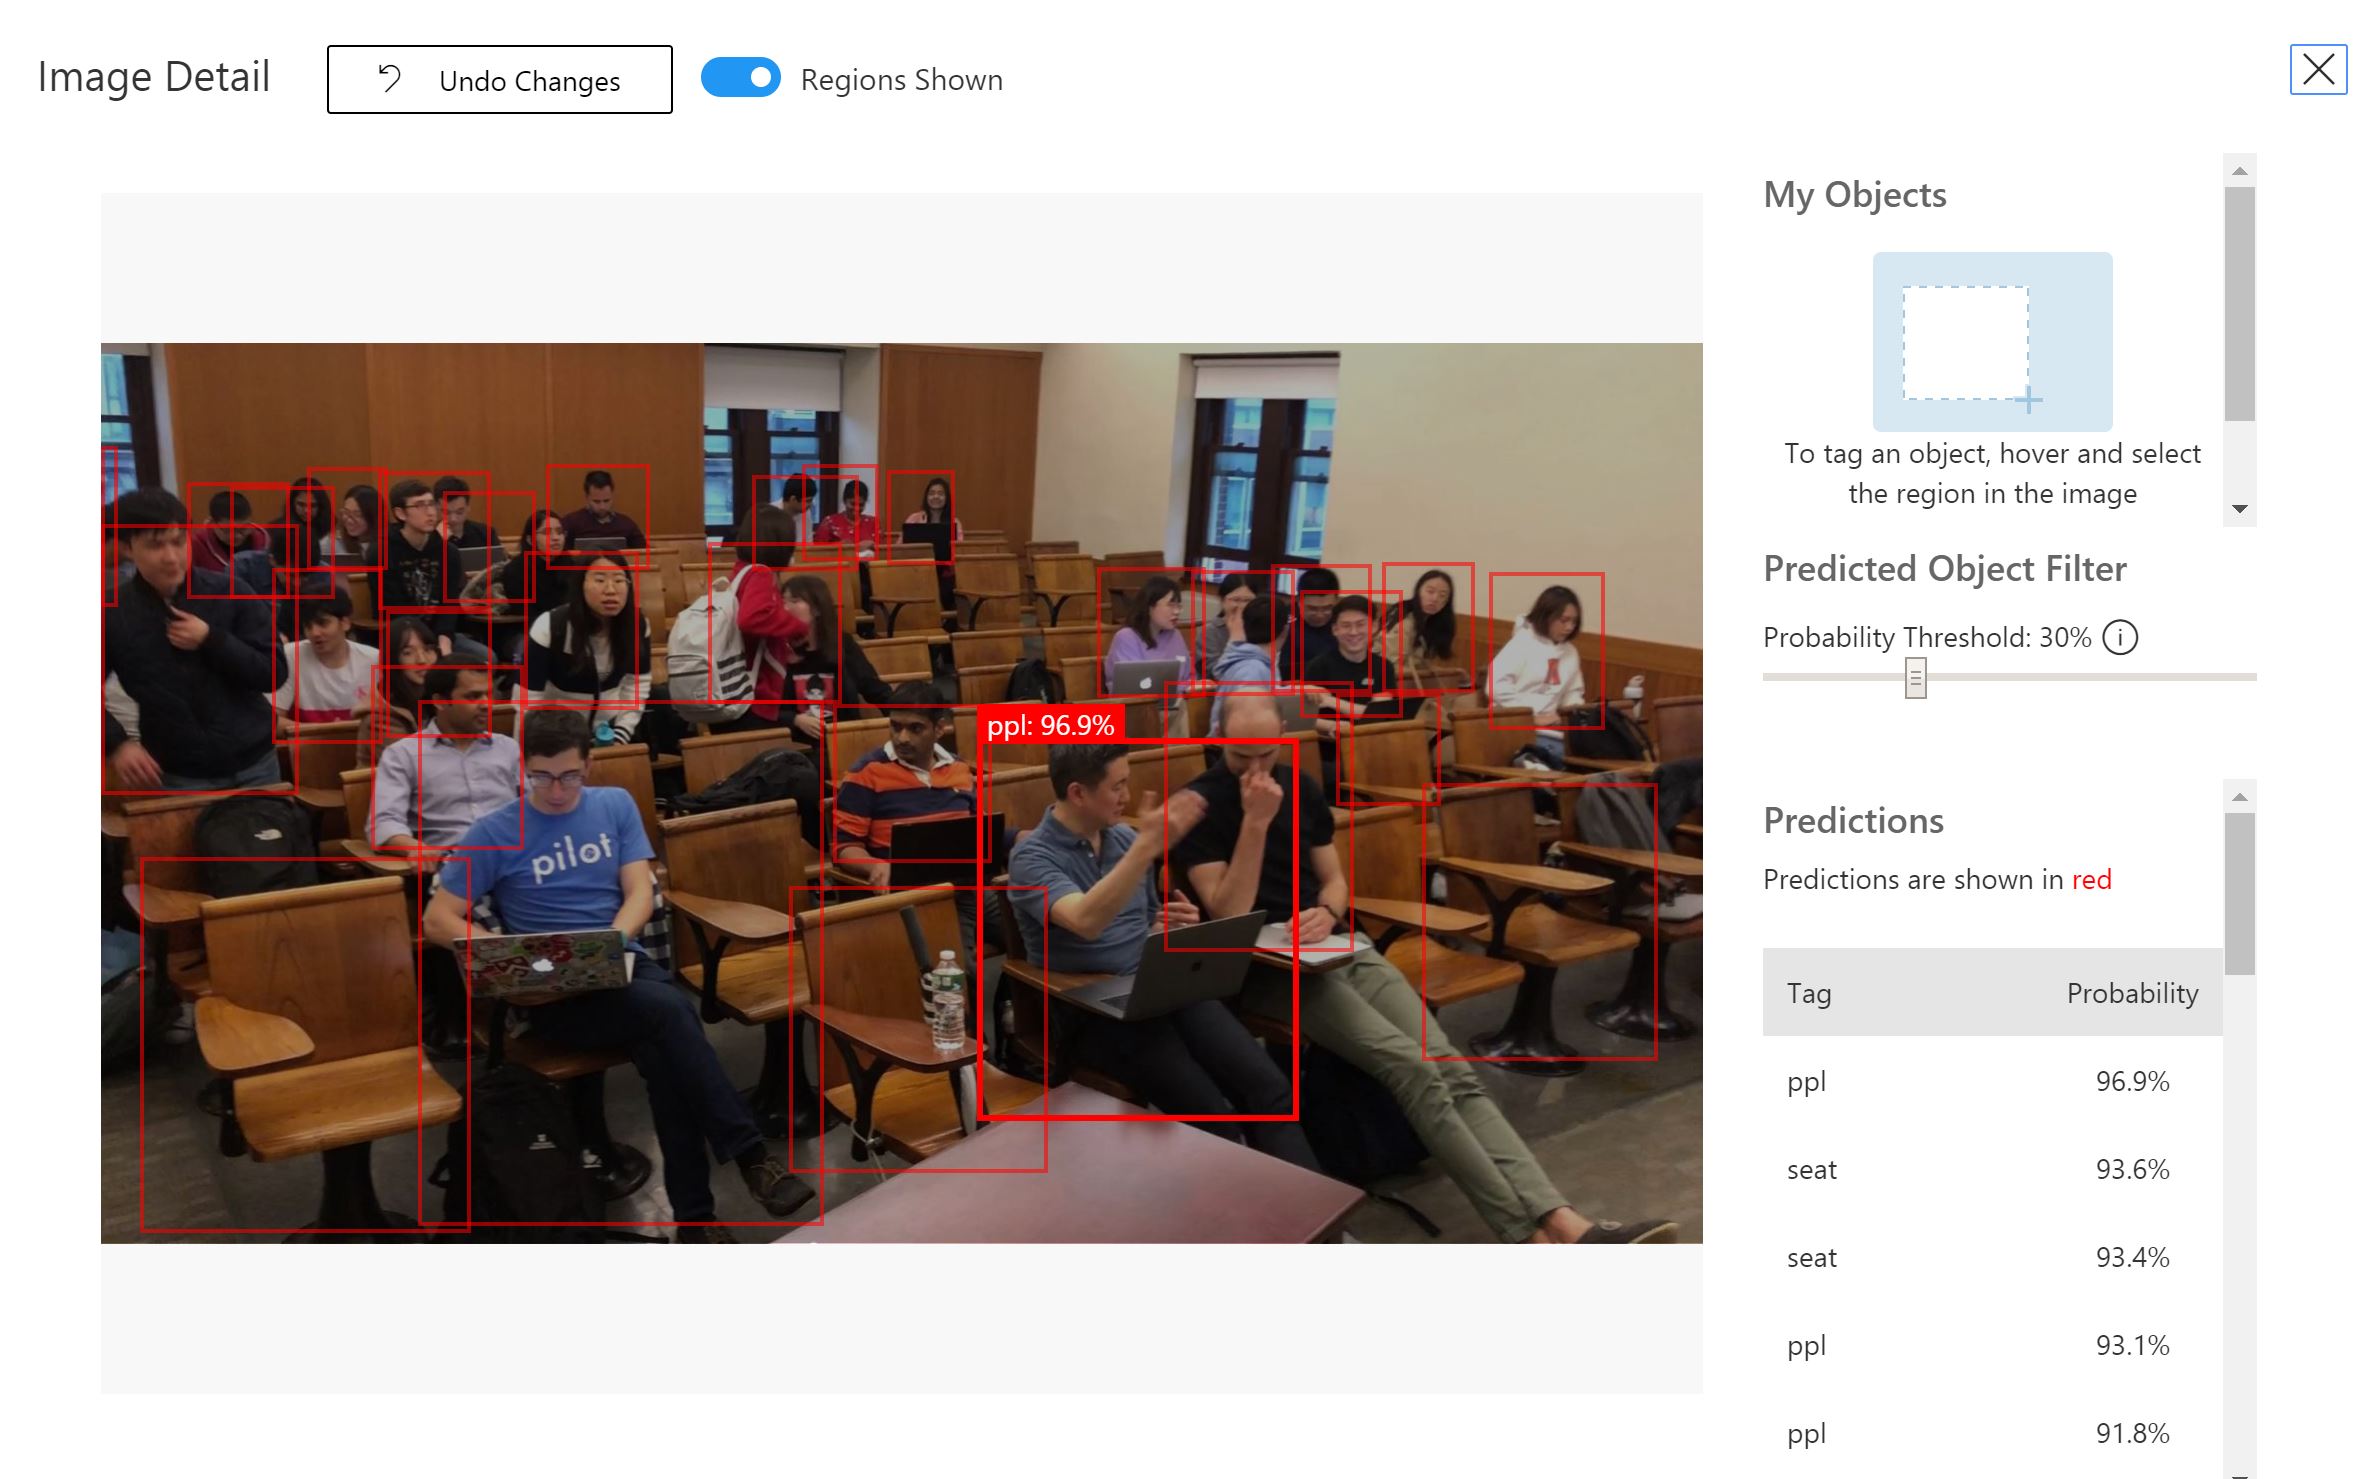 Image Detail
Undo Changes
Regions Shown
My Objects
To tag an object, hover and select
the region in the image
Predicted Object Filter
Probability Threshold: 30%
ppl: 96.9%
pilot
Predictions
Predictions are shown in red
Tag Probability
ppl 96.9%
seat 93.6%
seat 93.4%
ppl 93.1%
ppl 91.8%